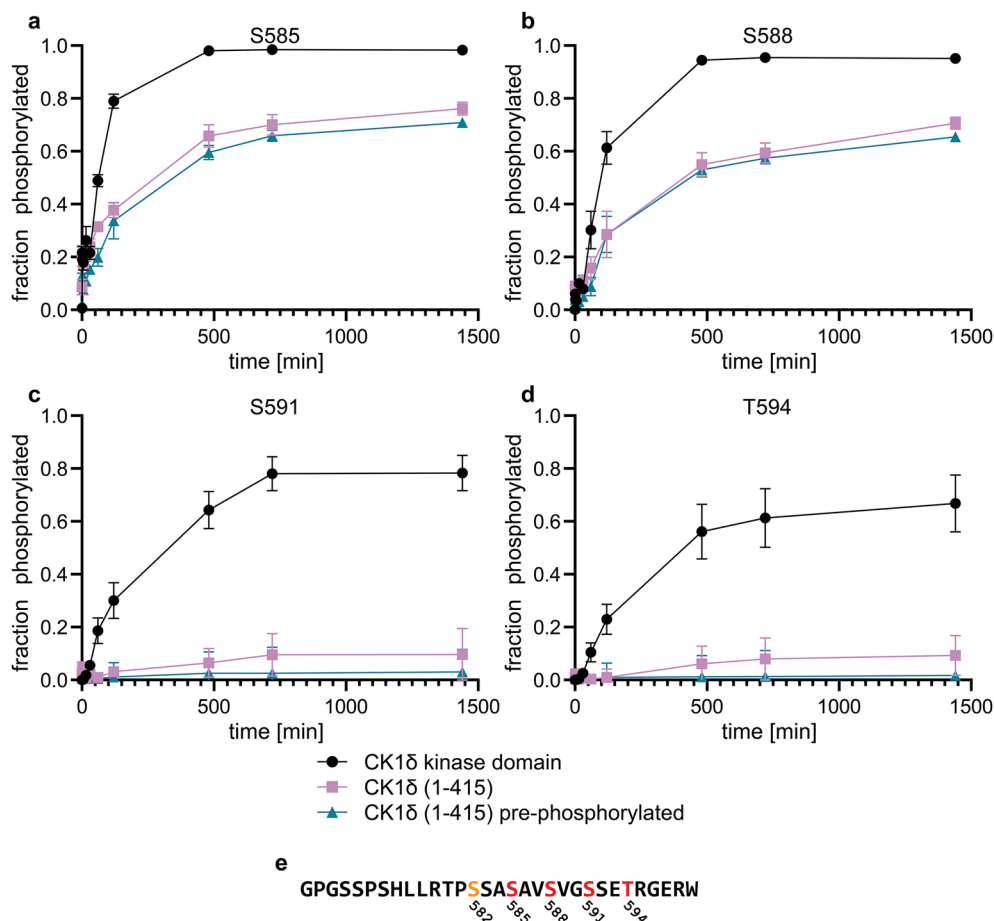 a
S585
1.0
0.8
0.6
0.4
0.2
0.0
fraction phosphorylated
0 500 1000 1500
time [min]
b
S588
1.0
0.8
0.6
0.4
0.2
0.0
fraction phosphorylated
0 500 1000 1500
time [min]
c
S591
1.0
0.8
0.6
0.4
0.2
0.0
fraction phosphorylated
0 500 1000 1500
time [min]
d
T594
1.0
0.8
0.6
0.4
0.2
0.0
fraction phosphorylated
0 500 1000 1500
time [min]
CK1δ kinase domain
CK1δ (1-415)
CK1δ (1-415) pre-phosphorylated
e
GPGSSPSHLLRTPSSASAVSVGSSETRGERW
582 585 588 591 594